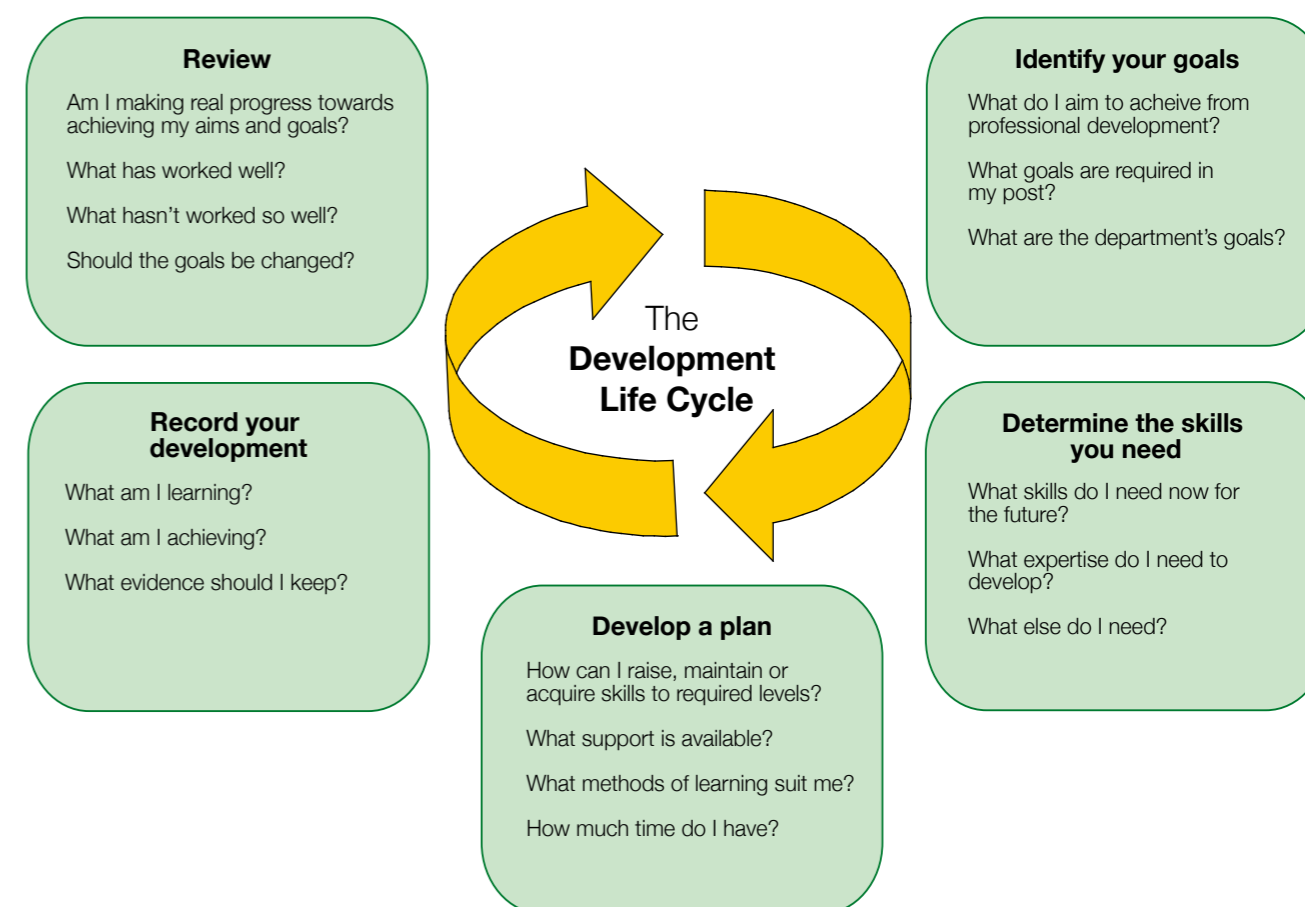 Review
Am I making real progress towards
achieving my aims and goals?
What has worked well?
What hasn't worked so well?
Should the goals be changed?
Identify your goals
What do I aim to acheive from
professional development?
What goals are required in
my post?
What are the department's goals?
The
Development
Life Cycle
Record your
development
What am I learning?
What am I achieving?
What evidence should I keep?
Determine the skills
you need
What skills do I need now for
the future?
What expertise do I need to
develop?
What else do I need?
Develop a plan
How can I raise, maintain or
acquire skills to required levels?
What support is available?
What methods of learning suit me?
How much time do I have?